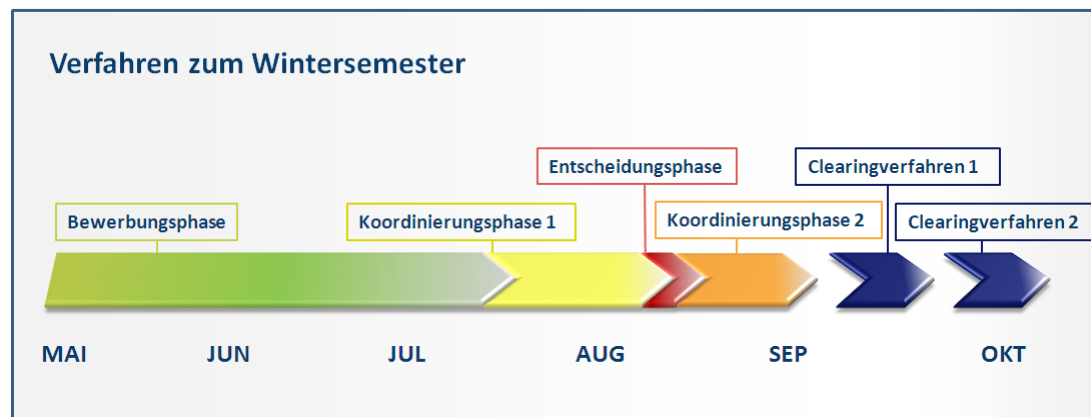 Verfahren zum Wintersemester
Entscheidungsphase
Clearingverfahren 1
Bewerbungsphase
Koordinierungsphase 1
Koordinierungsphase 2
Clearingverfahren 2
MAI
JUN
JUL
AUG
SEP
OKT